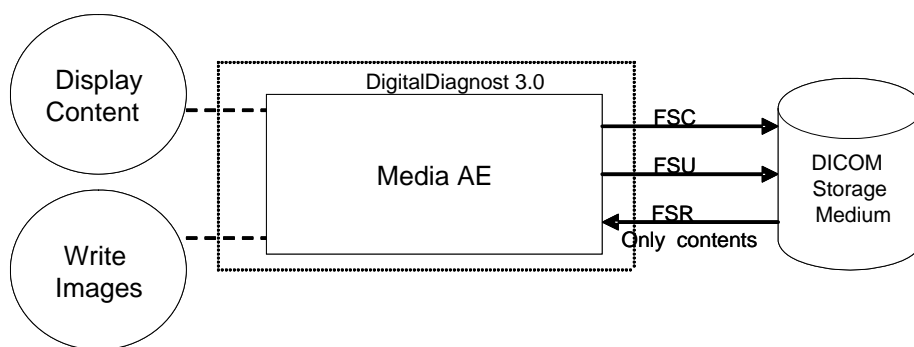 Display
Content
Write
Images
DigitalDiagnost 3.0
Media AE
FSC
FSU
FSR
Only contents
DICOM
Storage
Medium